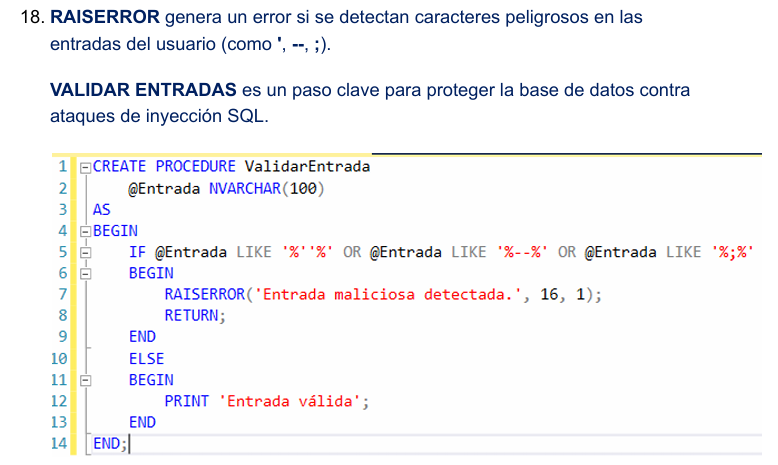 18. RAISERROR genera un error si se detectan caracteres peligrosos en las
entradas del usuario (como ', --, ;).
VALIDAR ENTRADAS es un paso clave para proteger la base de datos contra
ataques de inyección SQL.
1 CREATE PROCEDURE ValidarEntrada
2 @Entrada NVARCHAR(100)
3 AS
4 BEGIN
5 IF @Entrada LIKE '%''%' OR @Entrada LIKE '%--%' OR @Entrada LIKE '%;%'
6 BEGIN
7 RAISERROR('Entrada maliciosa detectada.', 16, 1);
8 RETURN;
9 END
10 ELSE
11 BEGIN
12 PRINT 'Entrada válida';
13 END
14 END;